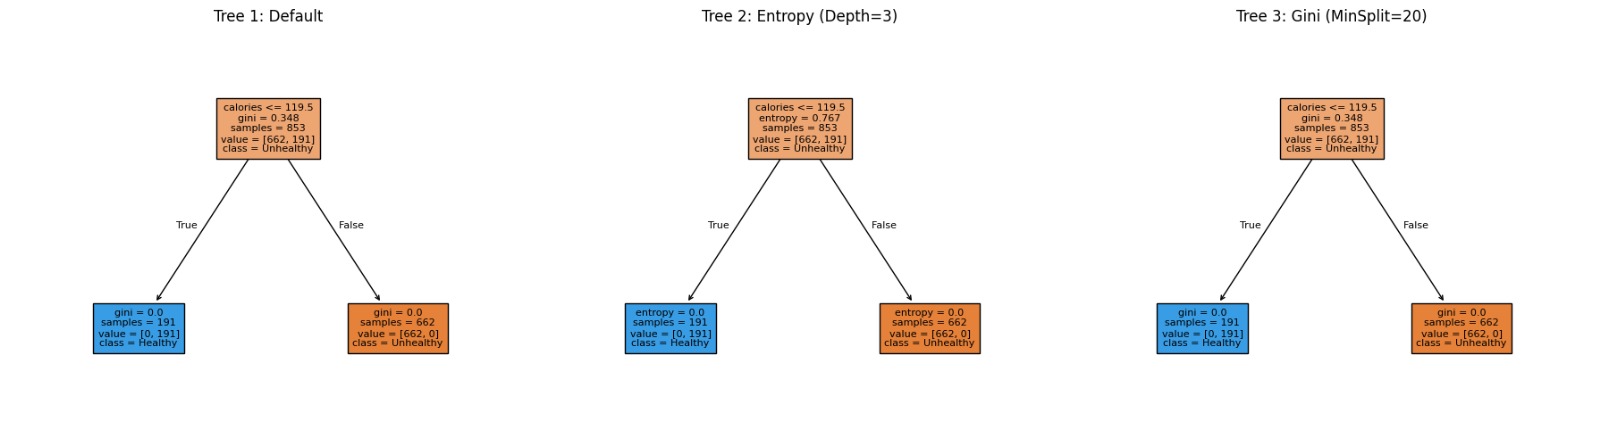 Tree 1: Default
calories <= 119.5
gini = 0.348
samples = 853
value = [662, 191]
class = Unhealthy
True
False
gini = 0.0
samples = 191
value = [0, 191]
class = Healthy
gini = 0.0
samples = 662
value = [662, 0]
class = Unhealthy
Tree 2: Entropy (Depth=3)
calories <= 119.5
entropy = 0.767
samples = 853
value = [662, 191]
class = Unhealthy
True
False
entropy = 0.0
samples = 191
value = [0, 191]
class = Healthy
entropy = 0.0
samples = 662
value = [662, 0]
class = Unhealthy
Tree 3: Gini (MinSplit=20)
calories <= 119.5
gini = 0.348
samples = 853
value = [662, 191]
class = Unhealthy
True
False
gini = 0.0
samples = 191
value = [0, 191]
class = Healthy
gini = 0.0
samples = 662
value = [662, 0]
class = Unhealthy